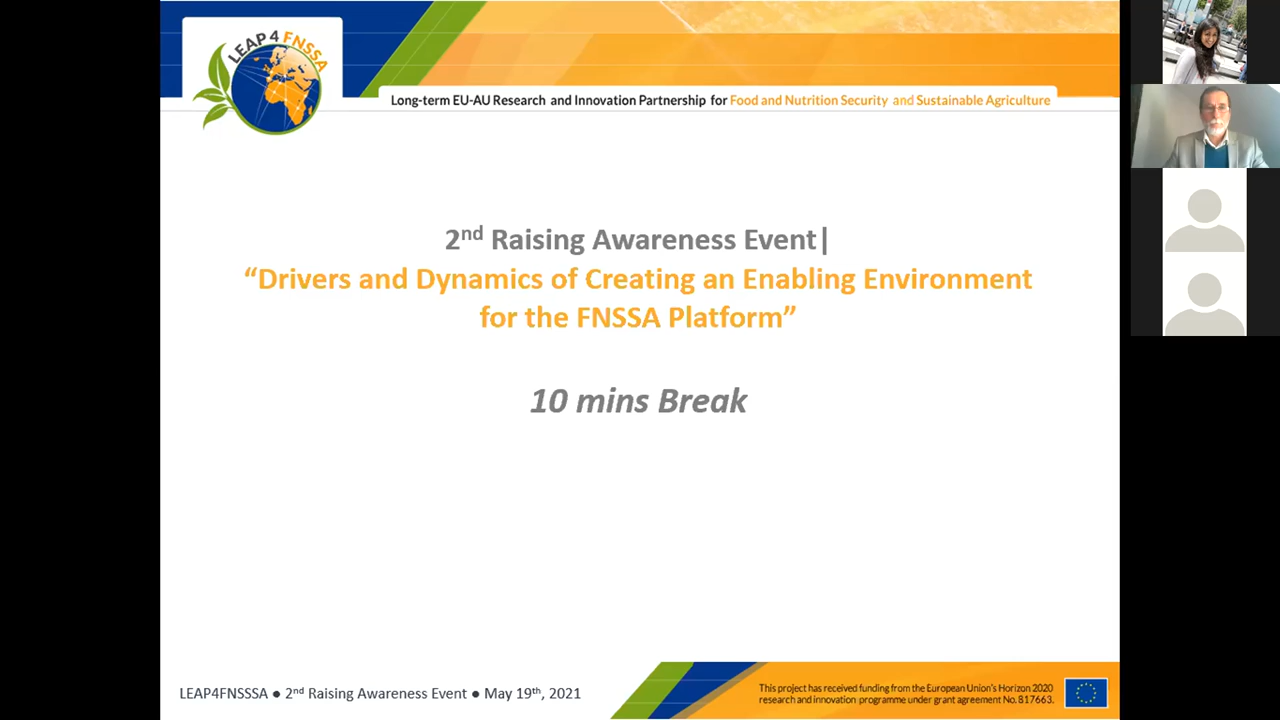 LEAP 4 FNSSA
Long-term EU-AU Research and Innovation Partnership for Food and Nutrition Security and Sustainable Agriculture
2nd Raising Awareness Event|
“Drivers and Dynamics of Creating an Enabling Environment
for the FNSSA Platform”
10 mins Break
LEAP4FNSSSA ● 2nd Raising Awareness Event ● May 19th, 2021
This project has received funding from the European Union's Horizon 2020
research and innovation programme under grant agreement No. 817663.